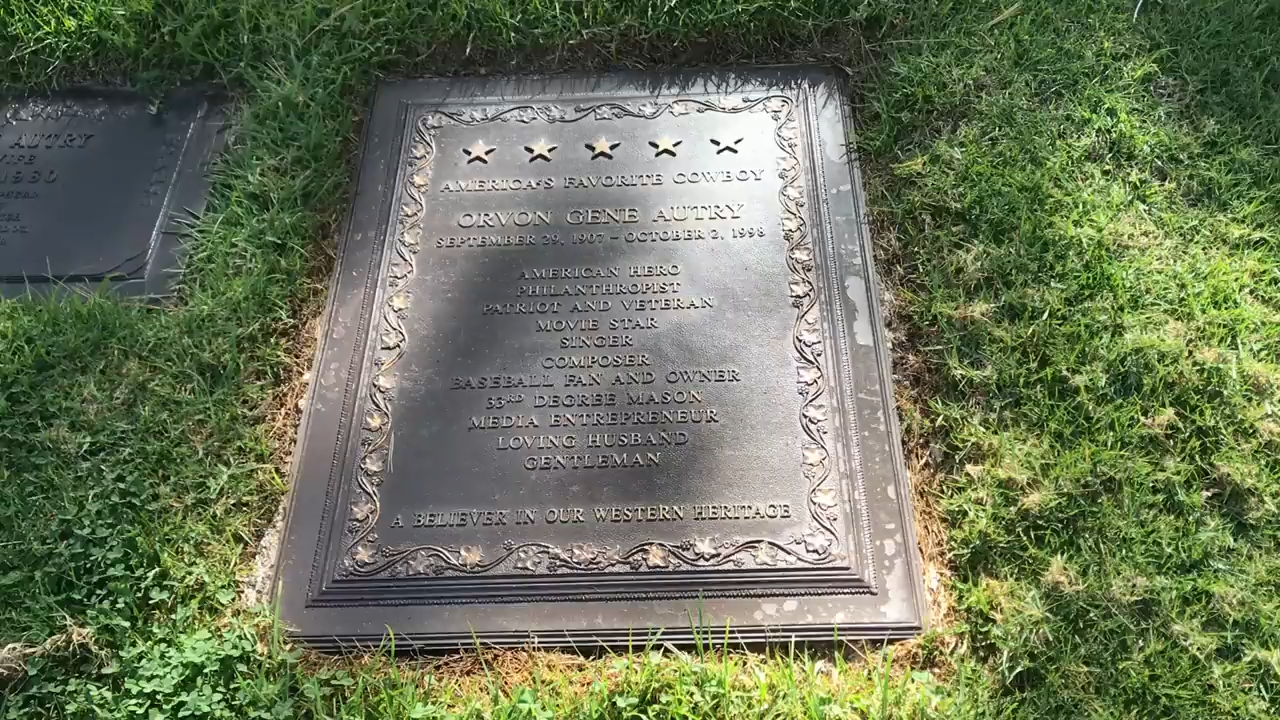 AUTRY
WIFE
1980
AMERICA'S FAVORITE COWBOY
ORVON GENE AUTRY
SEPTEMBER 29, 1907 – OCTOBER 2, 1998
AMERICAN HERO
PHILANTHROPIST
PATRIOT AND VETERAN
MOVIE STAR
SINGER
COMPOSER
BASEBALL FAN AND OWNER
33RD DEGREE MASON
MEDIA ENTREPRENEUR
LOVING HUSBAND
GENTLEMAN
A BELIEVER IN OUR WESTERN HERITAGE